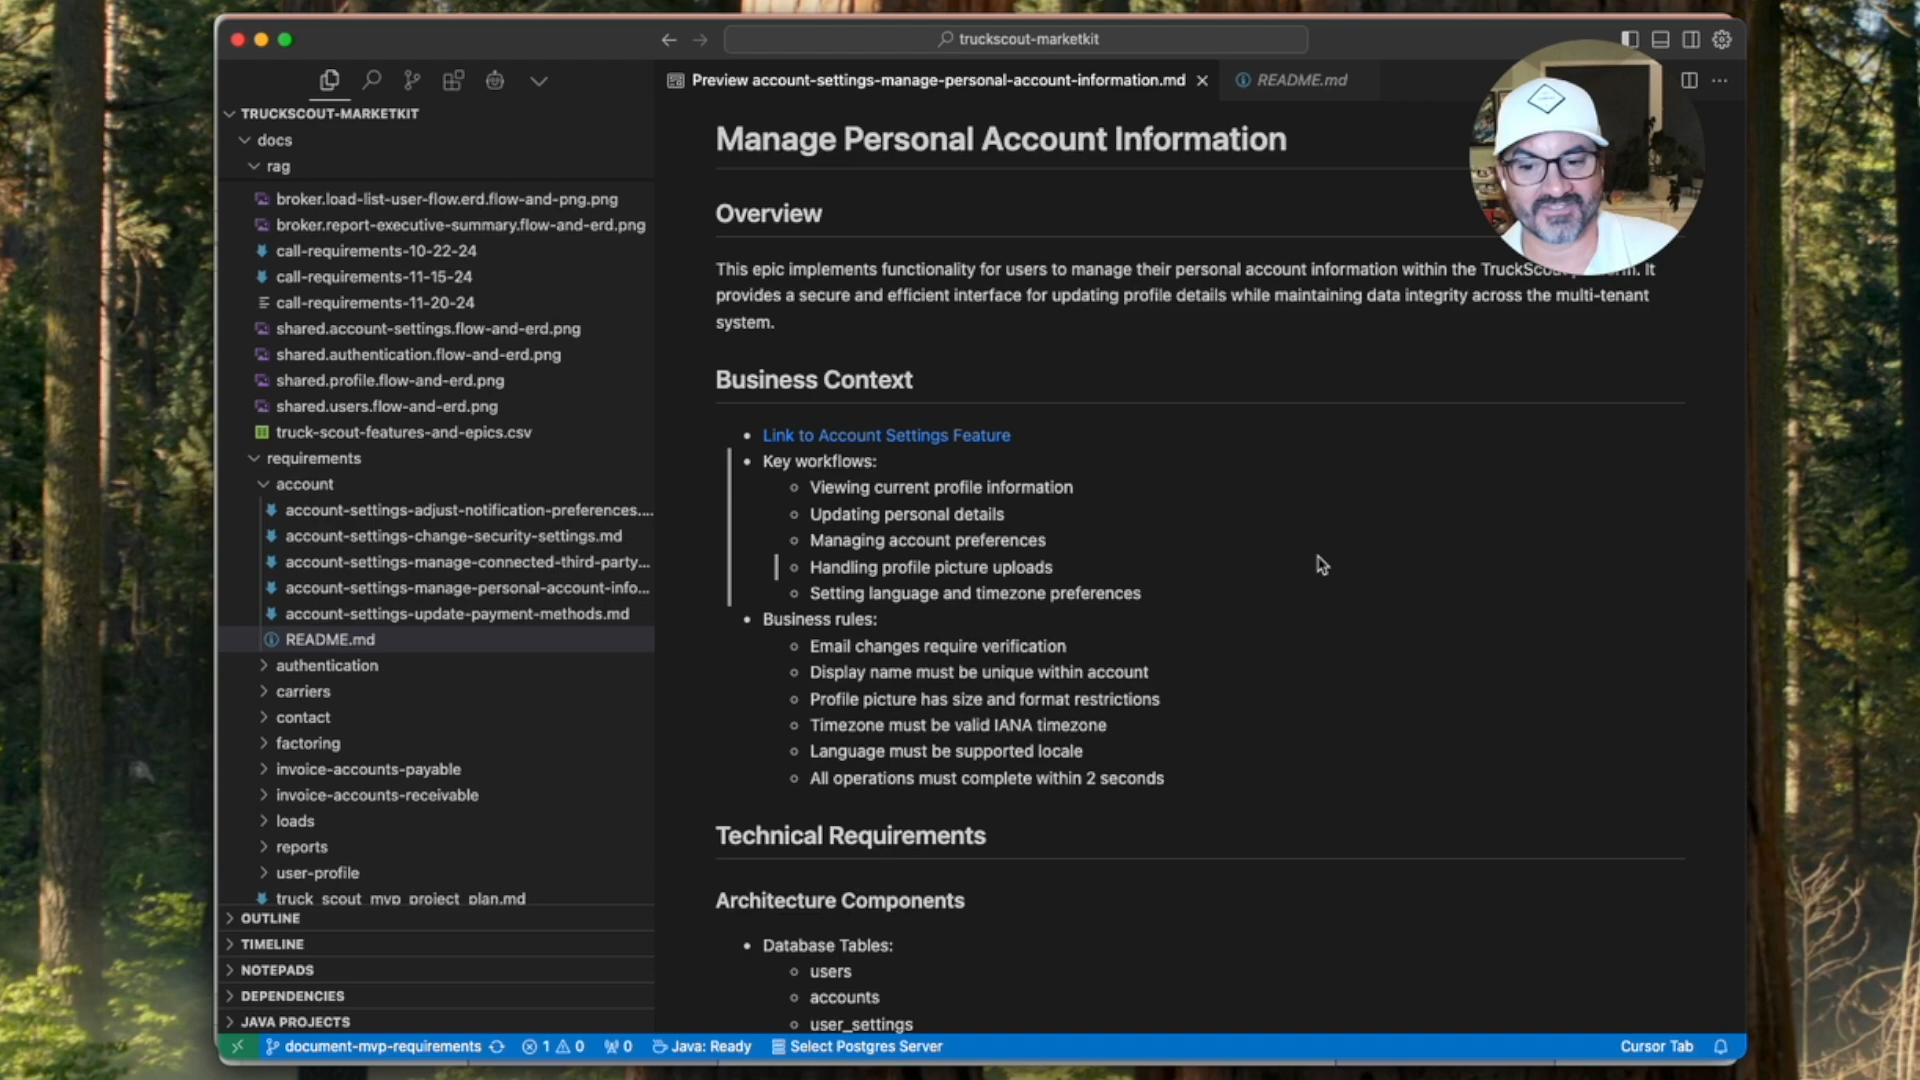 truckscout-marketkit
Preview account-settings-manage-personal-account-information.md
README.md
TRUCKSCOUT-MARKETKIT
docs
rag
broker.load-list-user-flow.erd.flow-and-png.png
broker.report-executive-summary.flow-and-erd.png
call-requirements-10-22-24
call-requirements-11-15-24
call-requirements-11-20-24
shared.account-settings.flow-and-erd.png
shared.authentication.flow-and-erd.png
shared.profile.flow-and-erd.png
shared.users.flow-and-erd.png
truck-scout-features-and-epics.csv
requirements
account
account-settings-adjust-notification-preferences....
account-settings-change-security-settings.md
account-settings-manage-connected-third-party...
account-settings-manage-personal-account-info...
account-settings-update-payment-methods.md
README.md
authentication
carriers
contact
factoring
invoice-accounts-payable
invoice-accounts-receivable
loads
reports
user-profile
truck_scout_mvp_project_plan.md
OUTLINE
TIMELINE
NOTEPADS
DEPENDENCIES
JAVA PROJECTS
Manage Personal Account Information
Overview
This epic implements functionality for users to manage their personal account information within the It
provides a secure and efficient interface for updating profile details while maintaining data integrity across the multi-tenant
system.
Business Context
• Link to Account Settings Feature
• Key workflows:
Viewing current profile information
Updating personal details
Managing account preferences
Handling profile picture uploads
Setting language and timezone preferences
• Business rules:
Email changes require verification
Display name must be unique within account
Profile picture has size and format restrictions
Timezone must be valid IANA timezone
Language must be supported locale
All operations must complete within 2 seconds
Technical Requirements
Architecture Components
• Database Tables:
users
accounts
user_settings
document-mvp-requirements 1 0 0 Java: Ready Select Postgres Server Cursor Tab